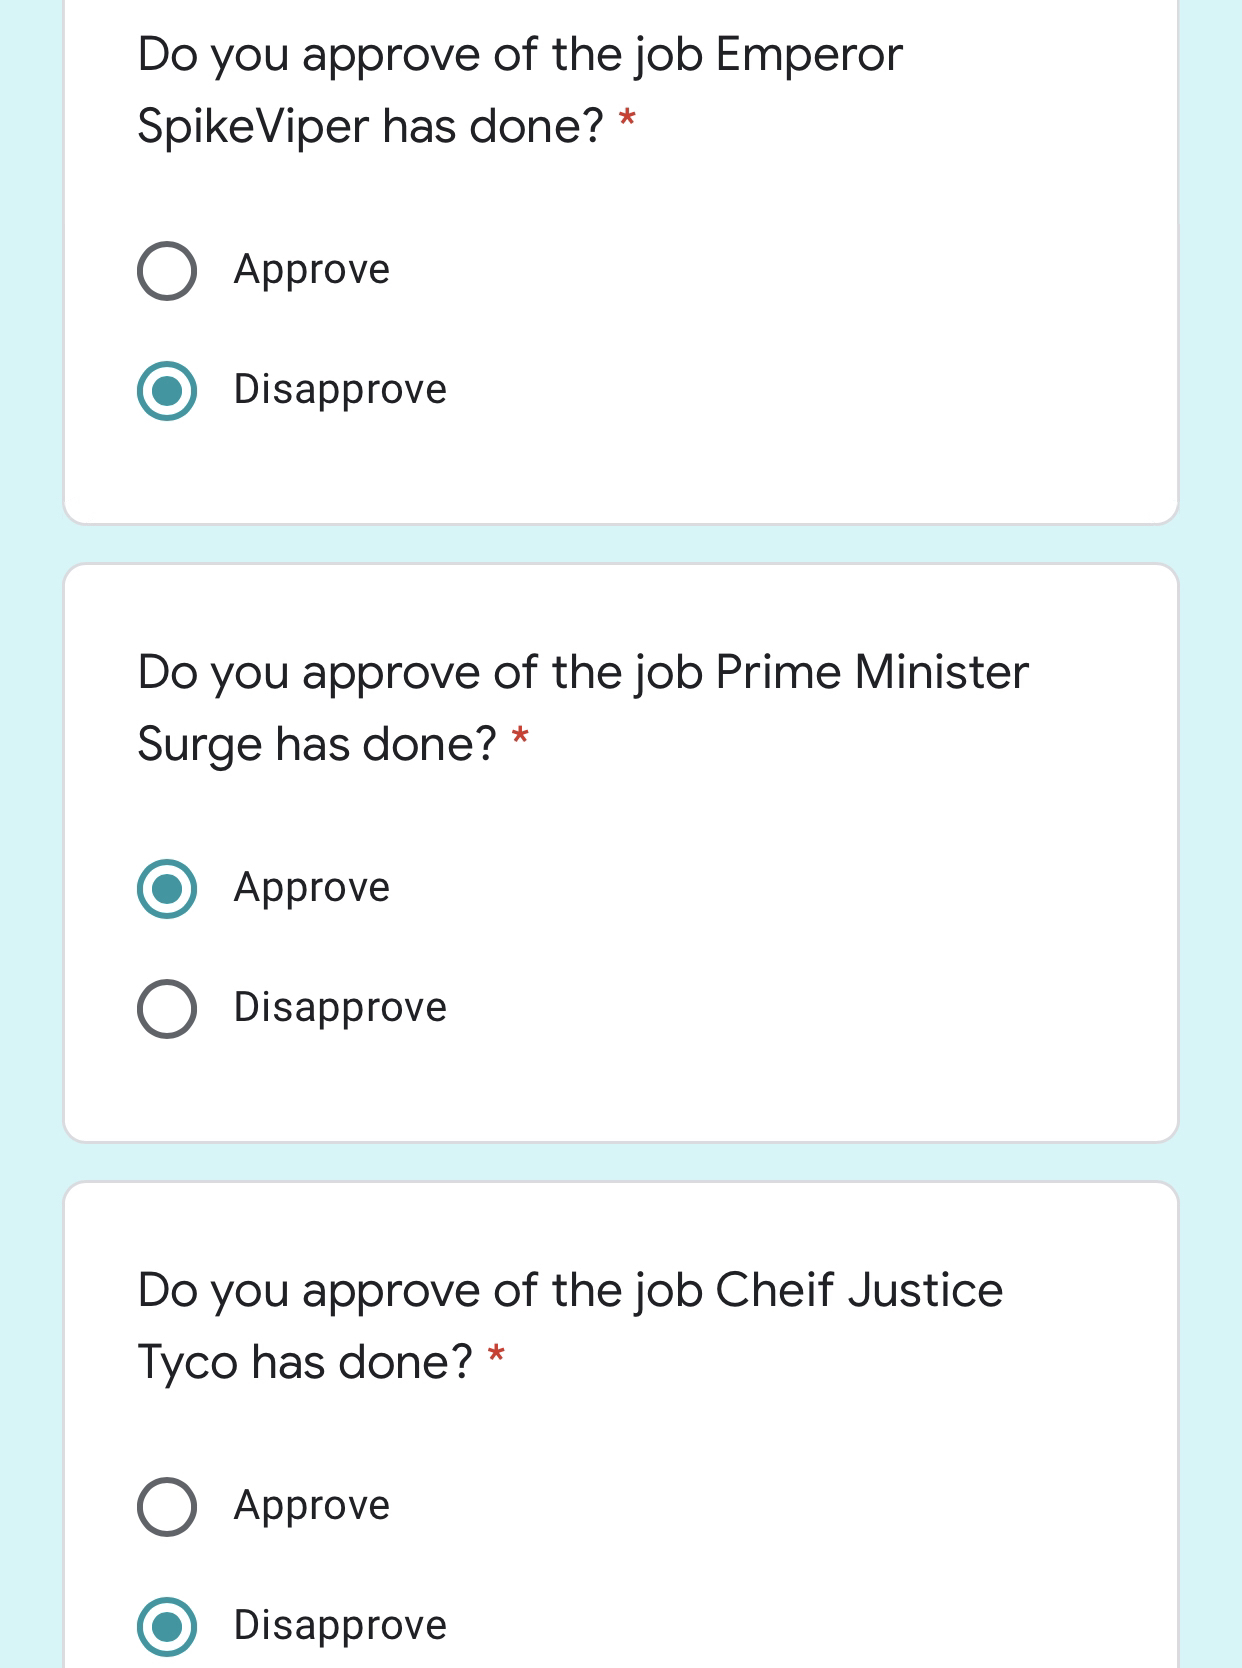 Do you approve of the job Emperor
SpikeViper has done? *
Approve
Disapprove
Do you approve of the job Prime Minister
Surge has done? *
Approve
Disapprove
Do you approve of the job Cheif Justice
Tyco has done? *
Approve
Disapprove